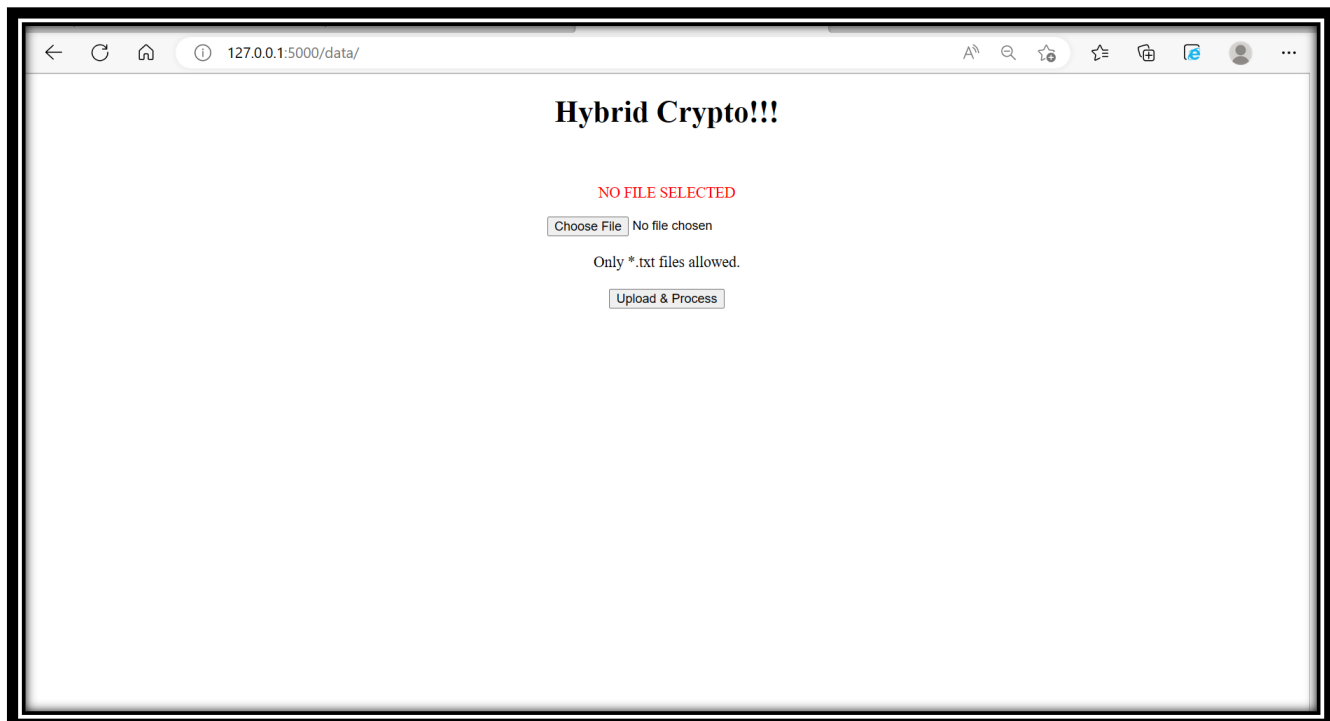 127.0.0.1:5000/data/
Hybrid Crypto!!!
NO FILE SELECTED
Choose File No file chosen
Only *.txt files allowed.
Upload & Process